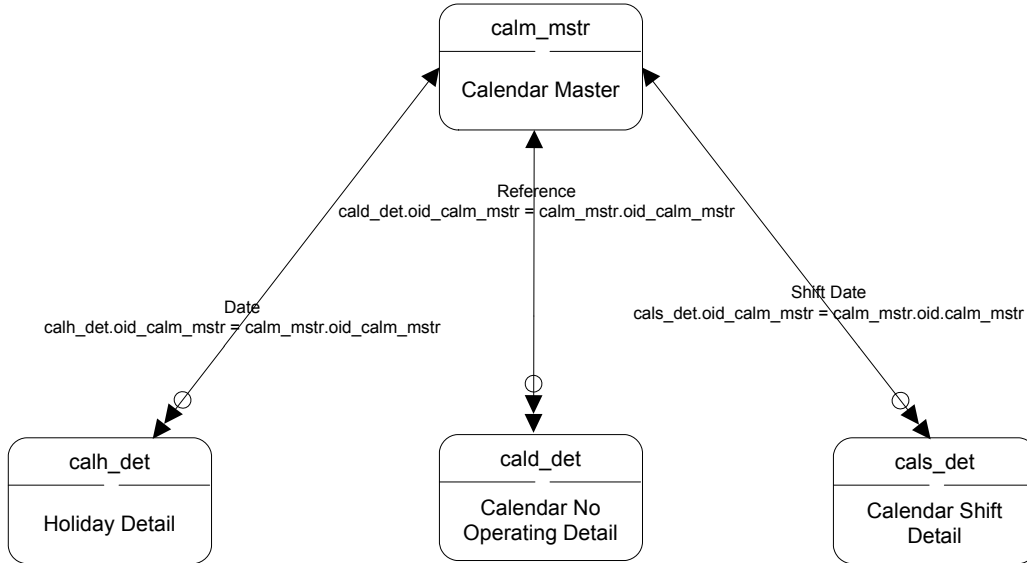 calm_mstr
Calendar Master
Reference
cald_det.oid_calm_mstr = calm_mstr.oid_calm_mstr
Date
calh_det.oid_calm_mstr = calm_mstr.oid_calm_mstr
Shift Date
cals_det.oid_calm_mstr = calm_mstr.oid.calm_mstr
calh_det
Holiday Detail
cald_det
Calendar No
Operating Detail
cals_det
Calendar Shift
Detail